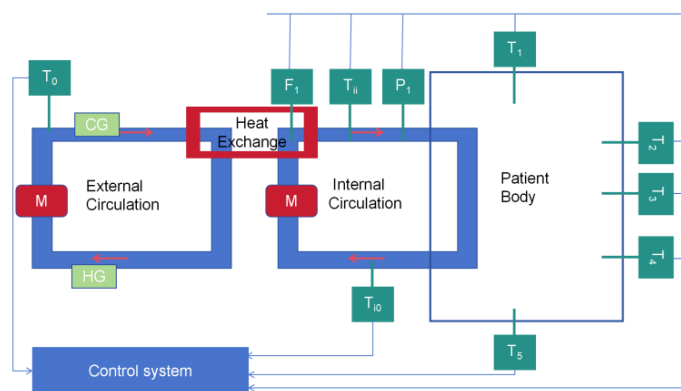 T₁
T₀
F₁
Tᵢᵢ
P₁
CG
Heat
Exchange
T₂
External
Circulation
Internal
Circulation
Patient
Body
M
M
T₃
T₄
HG
Tᵢ₀
T₅
Control system